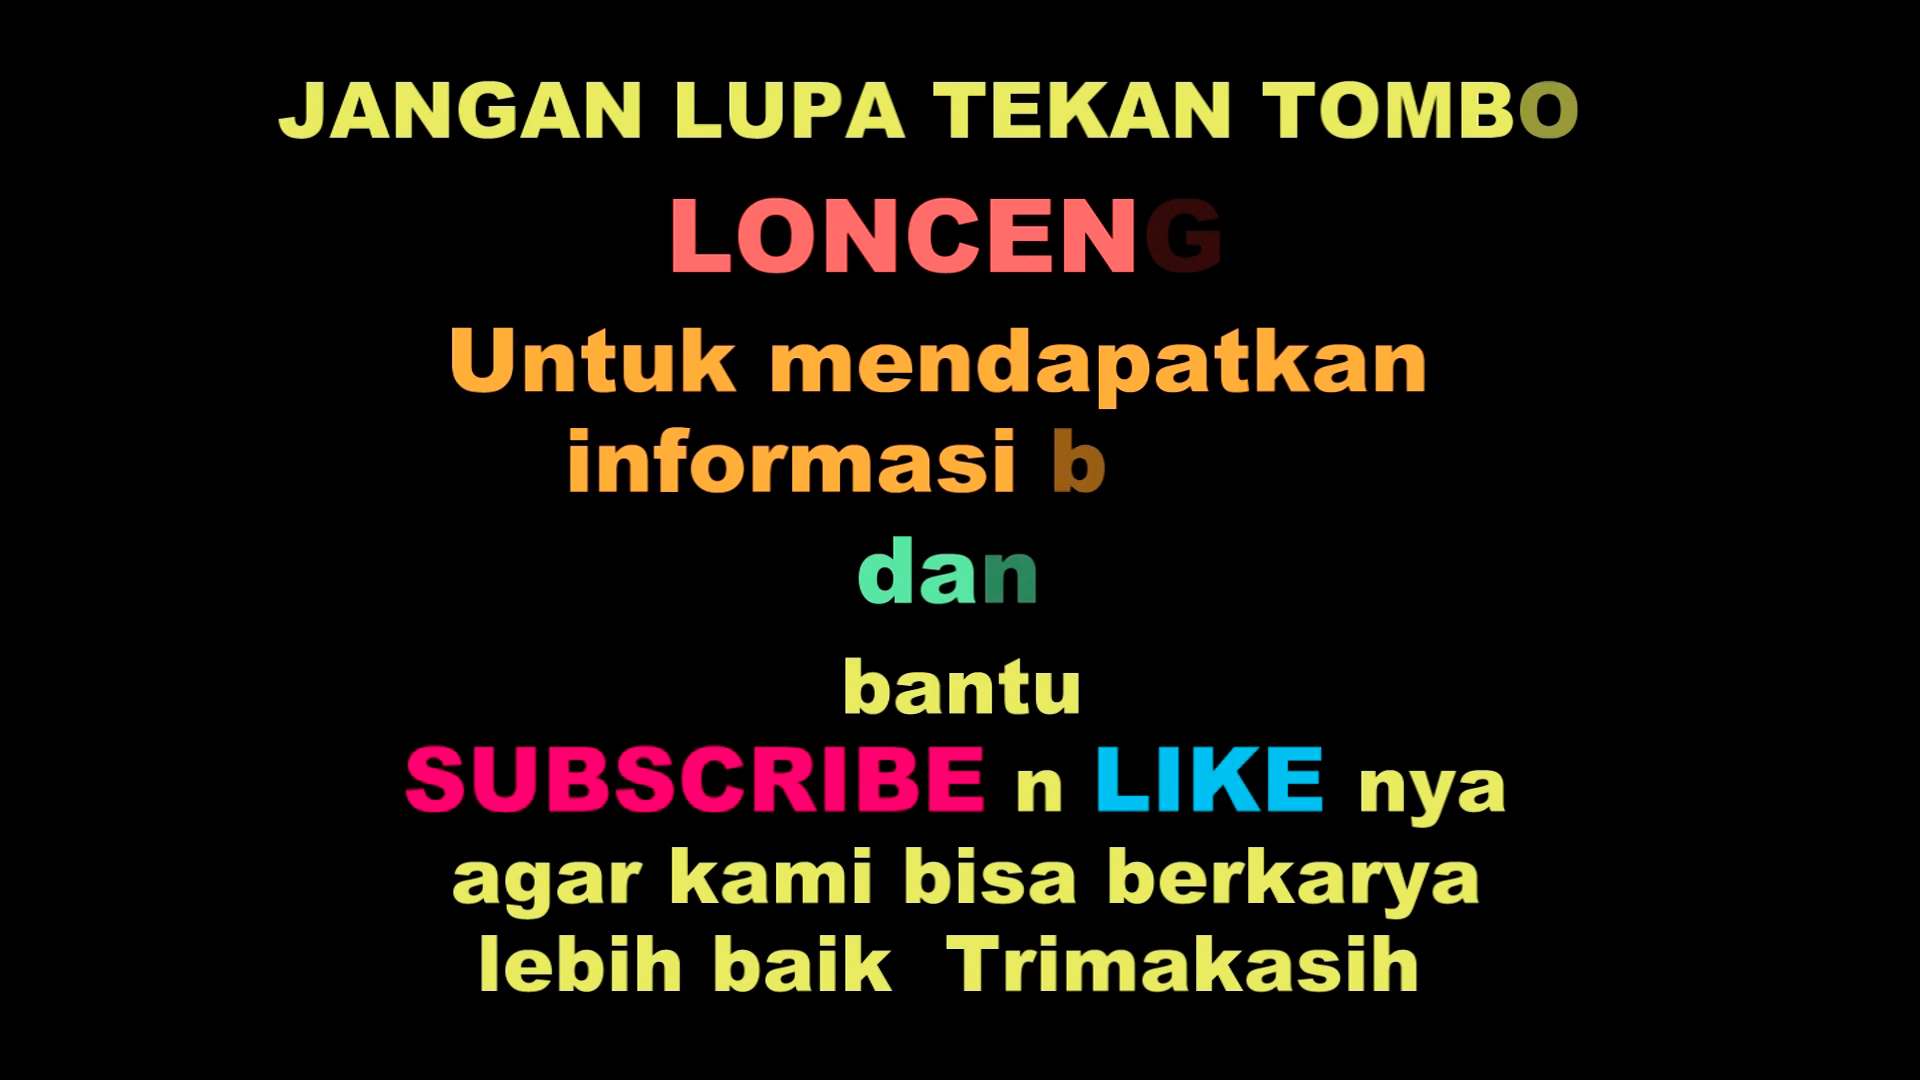 JANGAN LUPA TEKAN TOMBO
LONCENG
Untuk mendapatkan
informasi b
dan
bantu
SUBSCRIBE n LIKE nya
agar kami bisa berkarya
lebih baik  Trimakasih